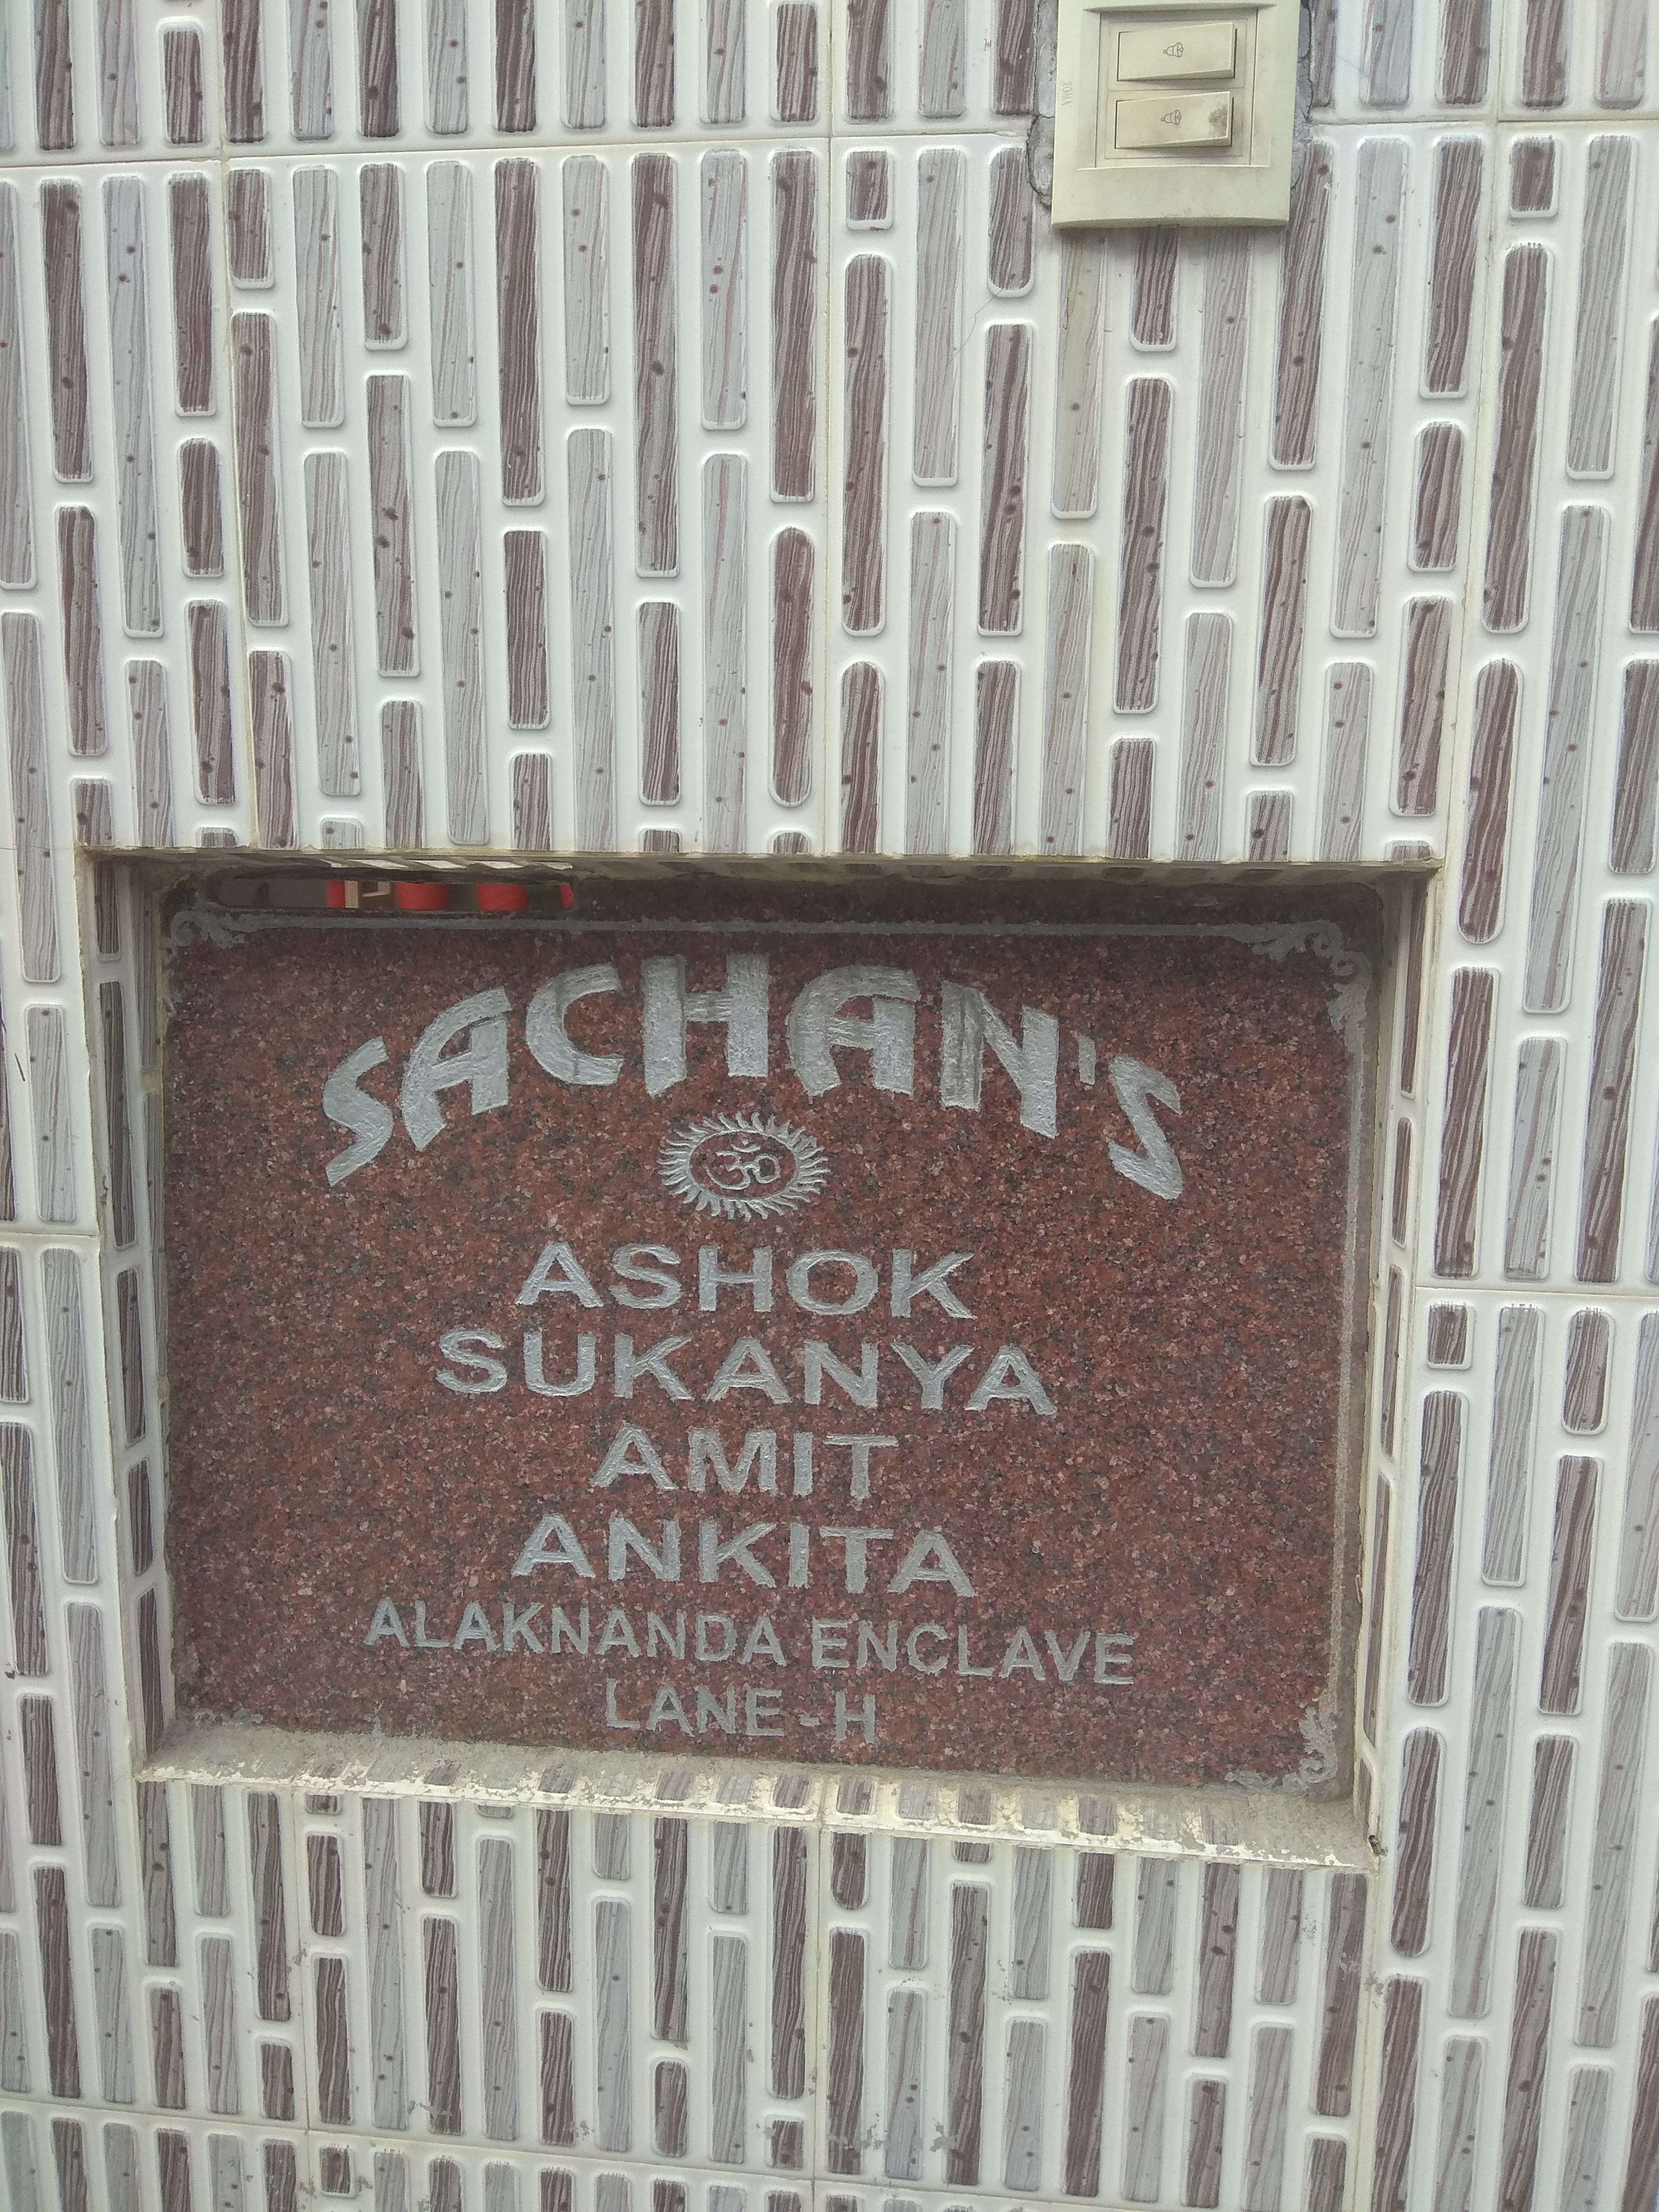 SACHAN'S
ॐ
ASHOK
SUKANYA
AMIT
ANKITA
ALAKNANDA ENCLAVE
LANE-H